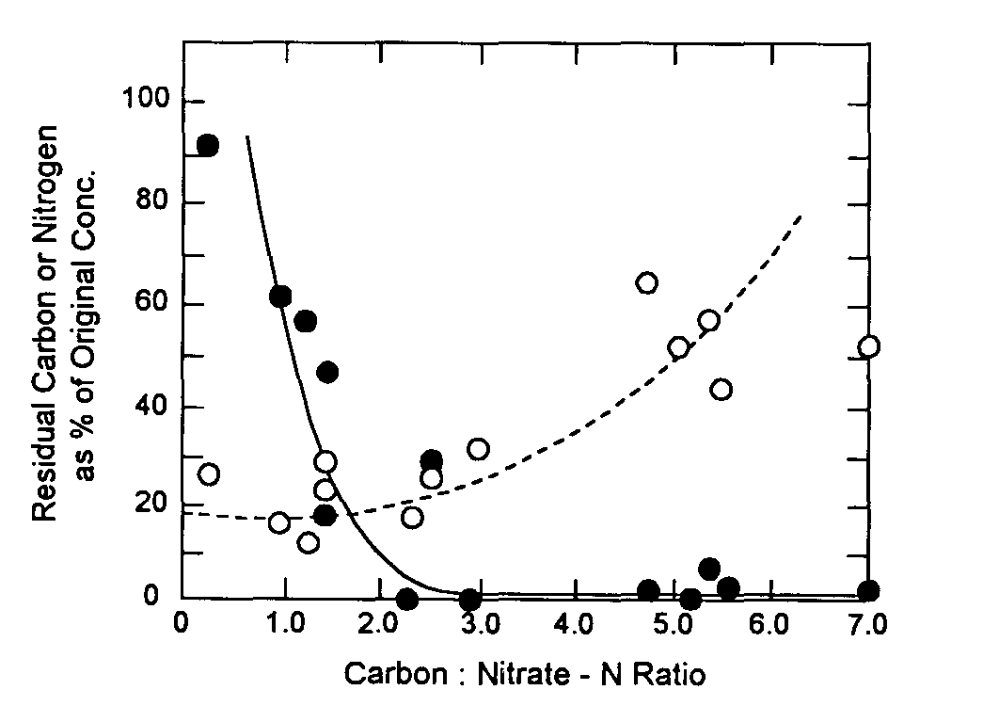 Residual Carbon or Nitrogen
as % of Original Conc.
100
80
60
40
20
0
0 1.0 2.0 3.0 4.0 5.0 6.0 7.0
Carbon : Nitrate - N Ratio